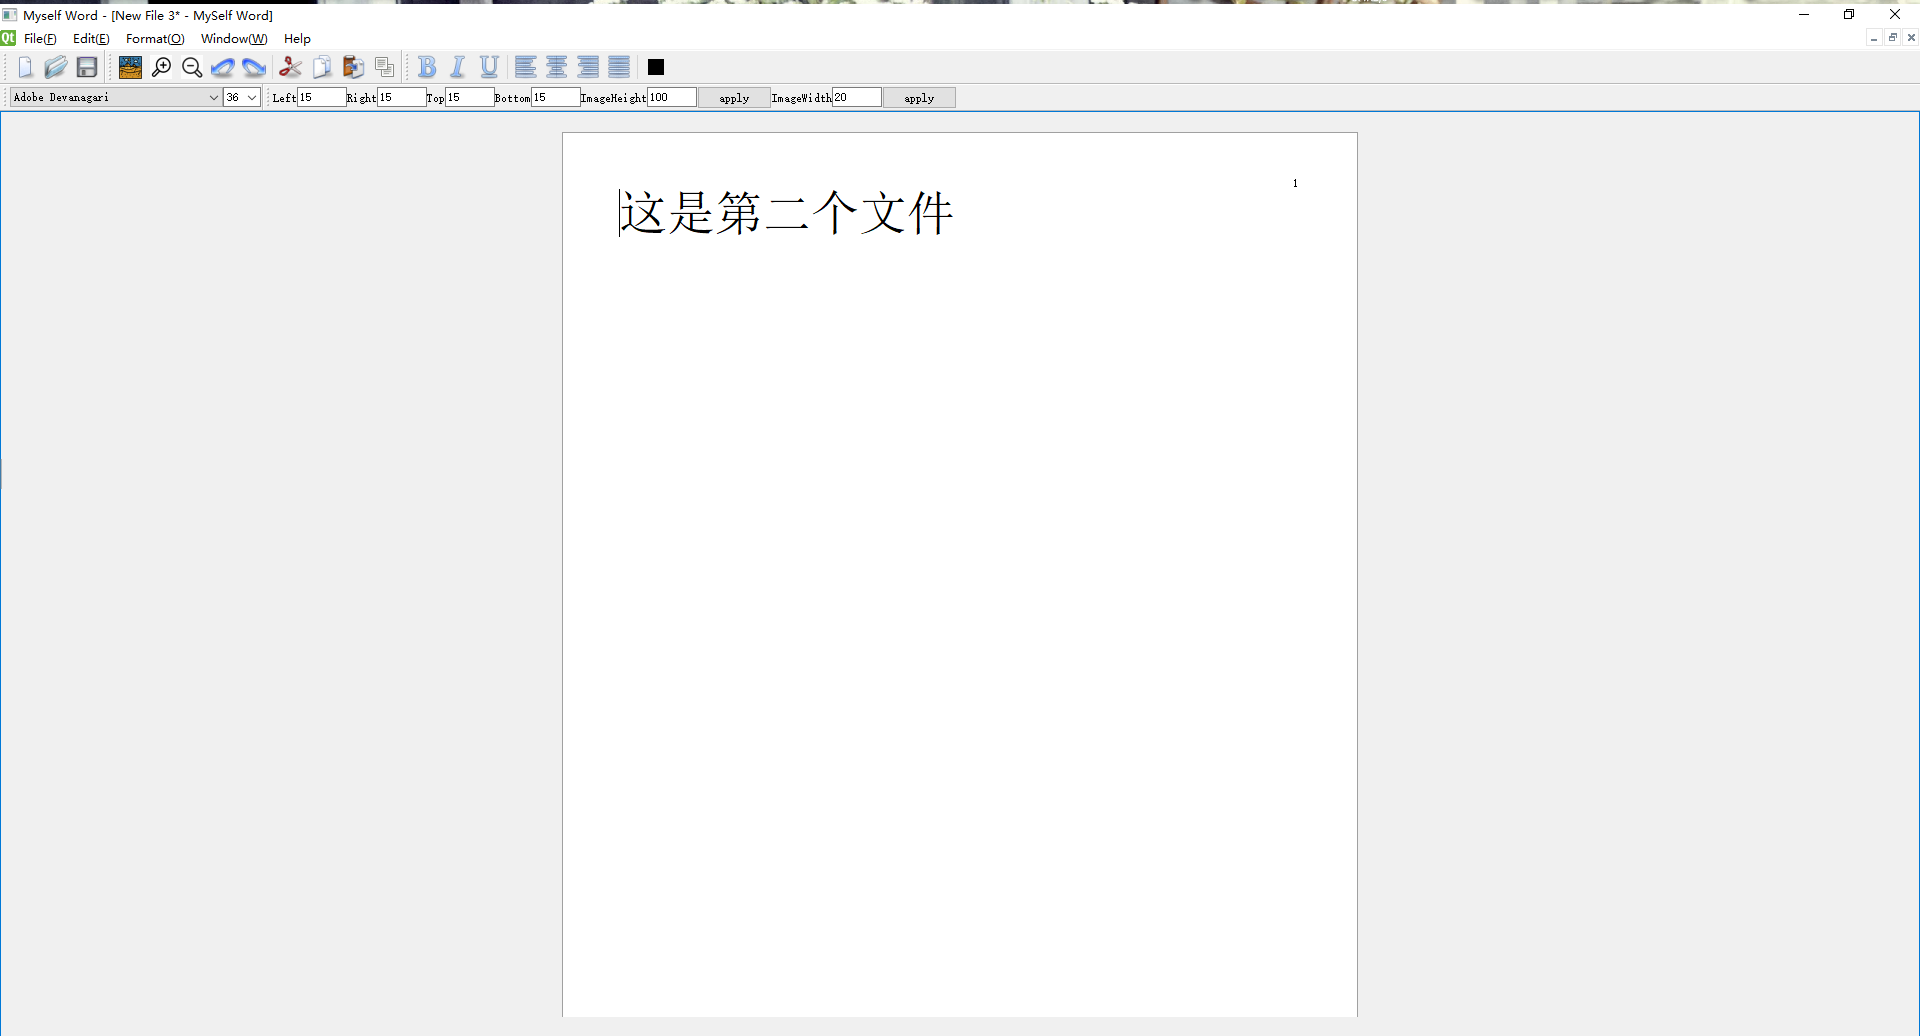 Myself Word - [New File 3* - MySelf Word]
Qt File(F) Edit(E) Format(O) Window(W) Help
B I U
Adobe Devanagari 36 Left 15 Right 15 Top 15 Bottom 15 ImageHeight 100 apply ImageWidth 20 apply
1
这是第二个文件